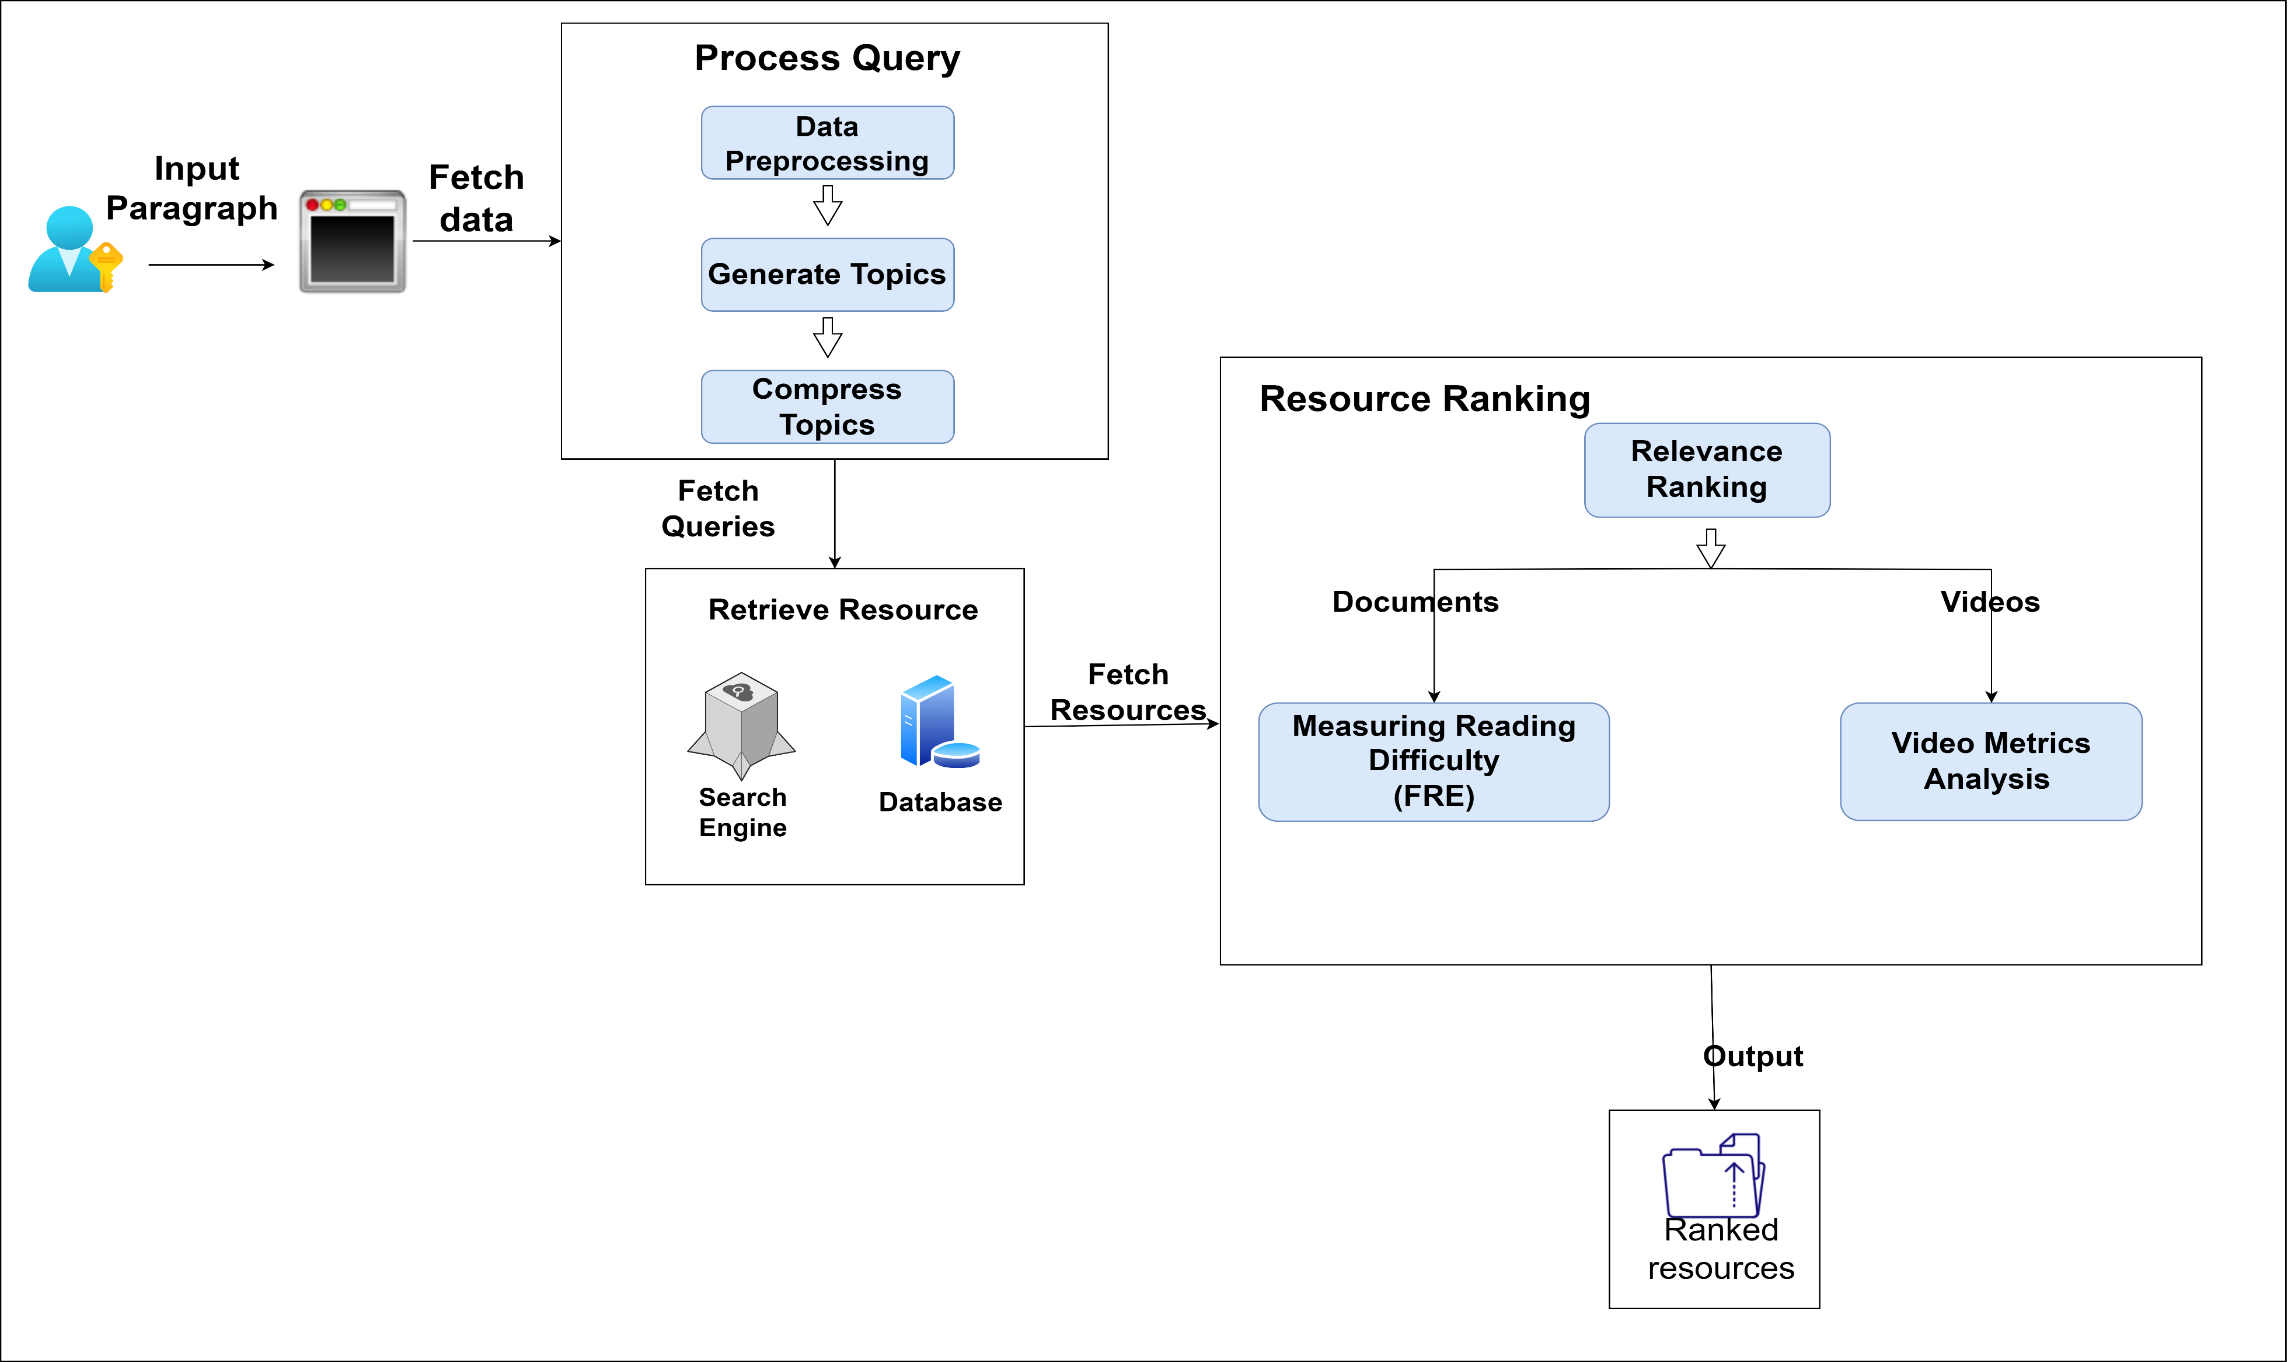 Input
Paragraph
Fetch
data
Process Query
Data
Preprocessing
Generate Topics
Compress
Topics
Fetch
Queries
Retrieve Resource
Search
Engine
Database
Fetch
Resources
Resource Ranking
Relevance
Ranking
Documents
Videos
Measuring Reading
Difficulty
(FRE)
Video Metrics
Analysis
Output
Ranked
resources